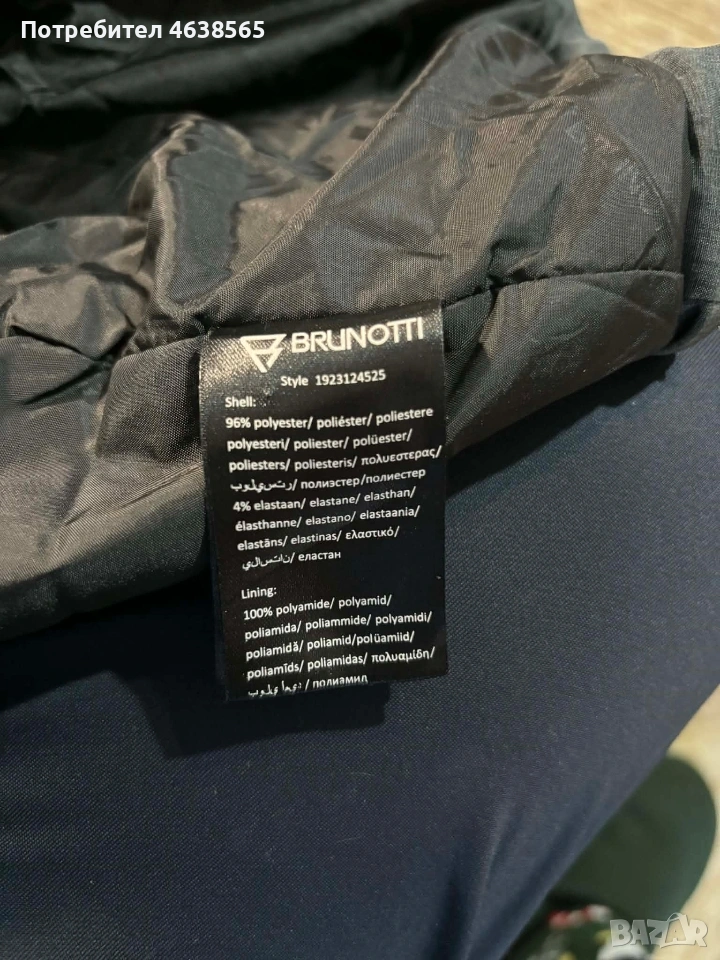 Потребител 4638565
BRUNOTTI
Style 1923124525
Shell:
96% polyester/ poliéster/ poliestere
polyesteri/ poliester/ polüester/
poliesters/ poliesteris/ πολυεστερας/
بوليستر/ полиэстер/полиестер
4% elastaan/ elastane/ elasthan/
élasthanne/ elastano/ elastaania/
elastāns/ elastinas/ ελαστικό/
/ еластан
Lining:
100% polyamide/ polyamid/
poliamida/ poliammide/ polyamidi/
poliamidă/ poliamid/polüamiid/
poliamīds/ poliamidas/ πολυαμίδη/
/ полиамид
BAZAR